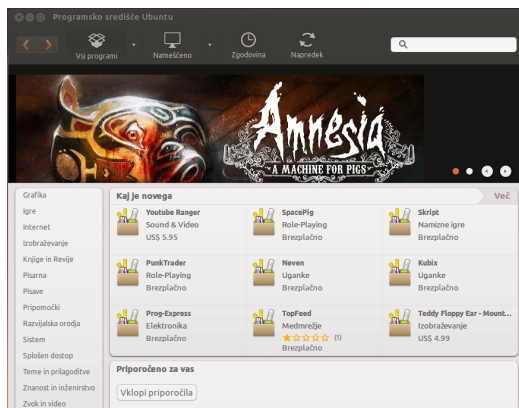 Programsko središče Ubuntu
Vsi programi
Nameščeno
Zgodovina
Napredek
Amnesia
A MACHINE FOR PIGS
Grafika
Igre
Internet
Izobraževanje
Knjige in Revije
Pisarna
Pisave
Pripomočki
Razvijalska orodja
Sistem
Splošen dostop
Teme in prilagoditve
Znanost in inženirstvo
Zvok in video
Kaj je novega
Več
Youtube Ranger
Sound & Video
US$ 5.95
SpacePig
Role-Playing
Brezplačno
Skript
Namizne igre
Brezplačno
PunkTrader
Role-Playing
Brezplačno
Neven
Uganke
Brezplačno
Kubix
Uganke
Brezplačno
Prog-Express
Elektronika
Brezplačno
TopFeed
Medmrežje
(1)
Brezplačno
Teddy Floppy Ear - Mount...
Izobraževanje
US$ 4.99
Priporočeno za vas
Vklopi priporočila